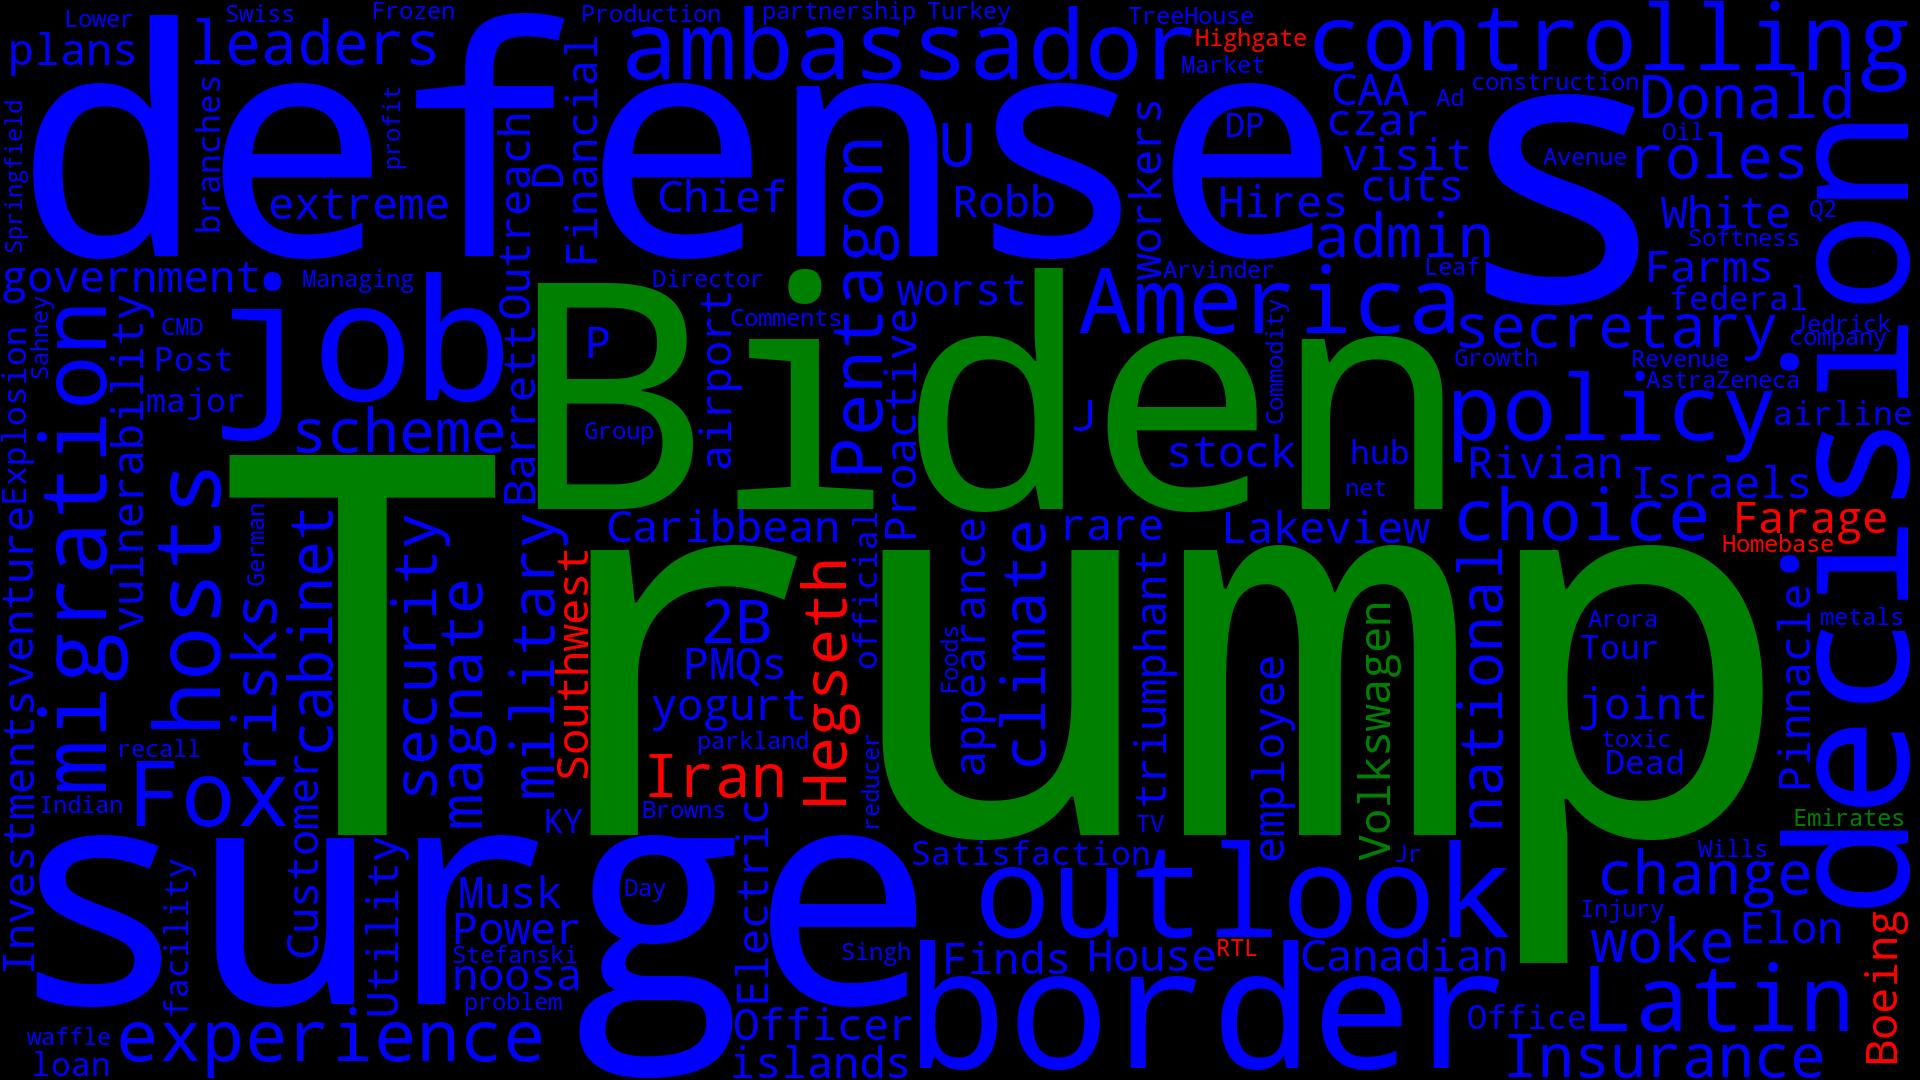 Lower
Swiss
Frozen
Production
partnership
Turkey
TreeHouse
Highgate
controlling
plans
leaders
ambassador
Market
defense
s
CAA
Ad
construction
Donald
czar
Oil
DP
visit
Avenue
roles
cuts
Springfield
branches
profit
Outreach
D
Financial
U
workers
extreme
Chief
Robb
Hires
White
Q2
admin
Softness
government
Managing
Director
Pentagon
worst
Arvinder
Leaf
Farms
federal
America
secretary
Jedrick
company
Sahney
O
CMD
job
Biden
P
airport
Comments
Proactive
Commodity
Growth
Revenue
AstraZeneca
Explosion
migration
vulnerability
Post
major
scheme
Barrett
Group
J
policy
airline
stock
hub
net
Rivian
Israels
decision
hosts
Trump
Caribbean
rare
Lakeview
choice
Farage
Homebase
German
cabinet
security
military
official
appearance
climate
triumphant
national
venture
risks
magnate
Southwest
2B
PMQs
Hegseth
Foods
Volkswagen
Arora
Tour
Pinnacle
metals
yogurt
employee
joint
parkland
toxic
Dead
recall
Iran
reducer
Investments
Indian
Fox
Customer
KY
Browns
TV
Emirates
surge
Utility
Electric
Satisfaction
Jr
Wills
facility
Musk
Day
outlook
change
Injury
Power
woke
Elon
Boeing
Stefanski
Singh
Finds
House
RTL
Canadian
noosa
problem
border
Latin
waffle
experience
Officer
Office
loan
islands
Insurance